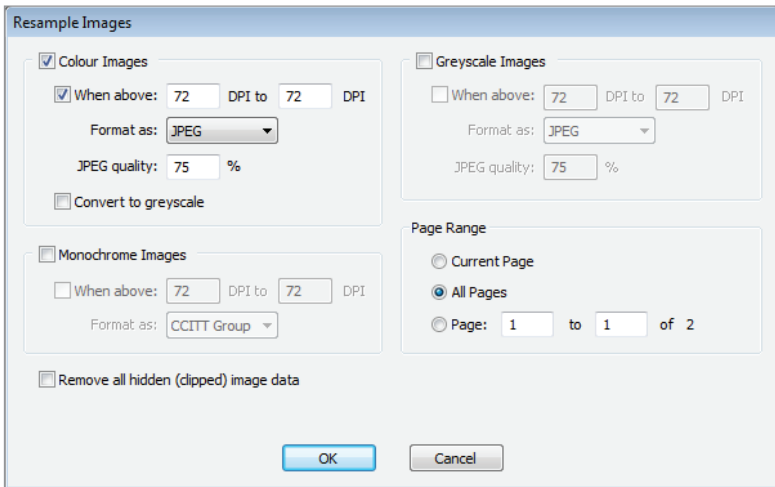 Resample Images
Colour Images
When above: 72 DPI to 72 DPI
Format as: JPEG
JPEG quality: 75 %
Convert to greyscale
Greyscale Images
When above: 72 DPI to 72 DPI
Format as: JPEG
JPEG quality: 75 %
Monochrome Images
When above: 72 DPI to 72 DPI
Format as: CCITT Group
Page Range
Current Page
All Pages
Page: 1 to 1 of 2
Remove all hidden (clipped) image data
OK
Cancel